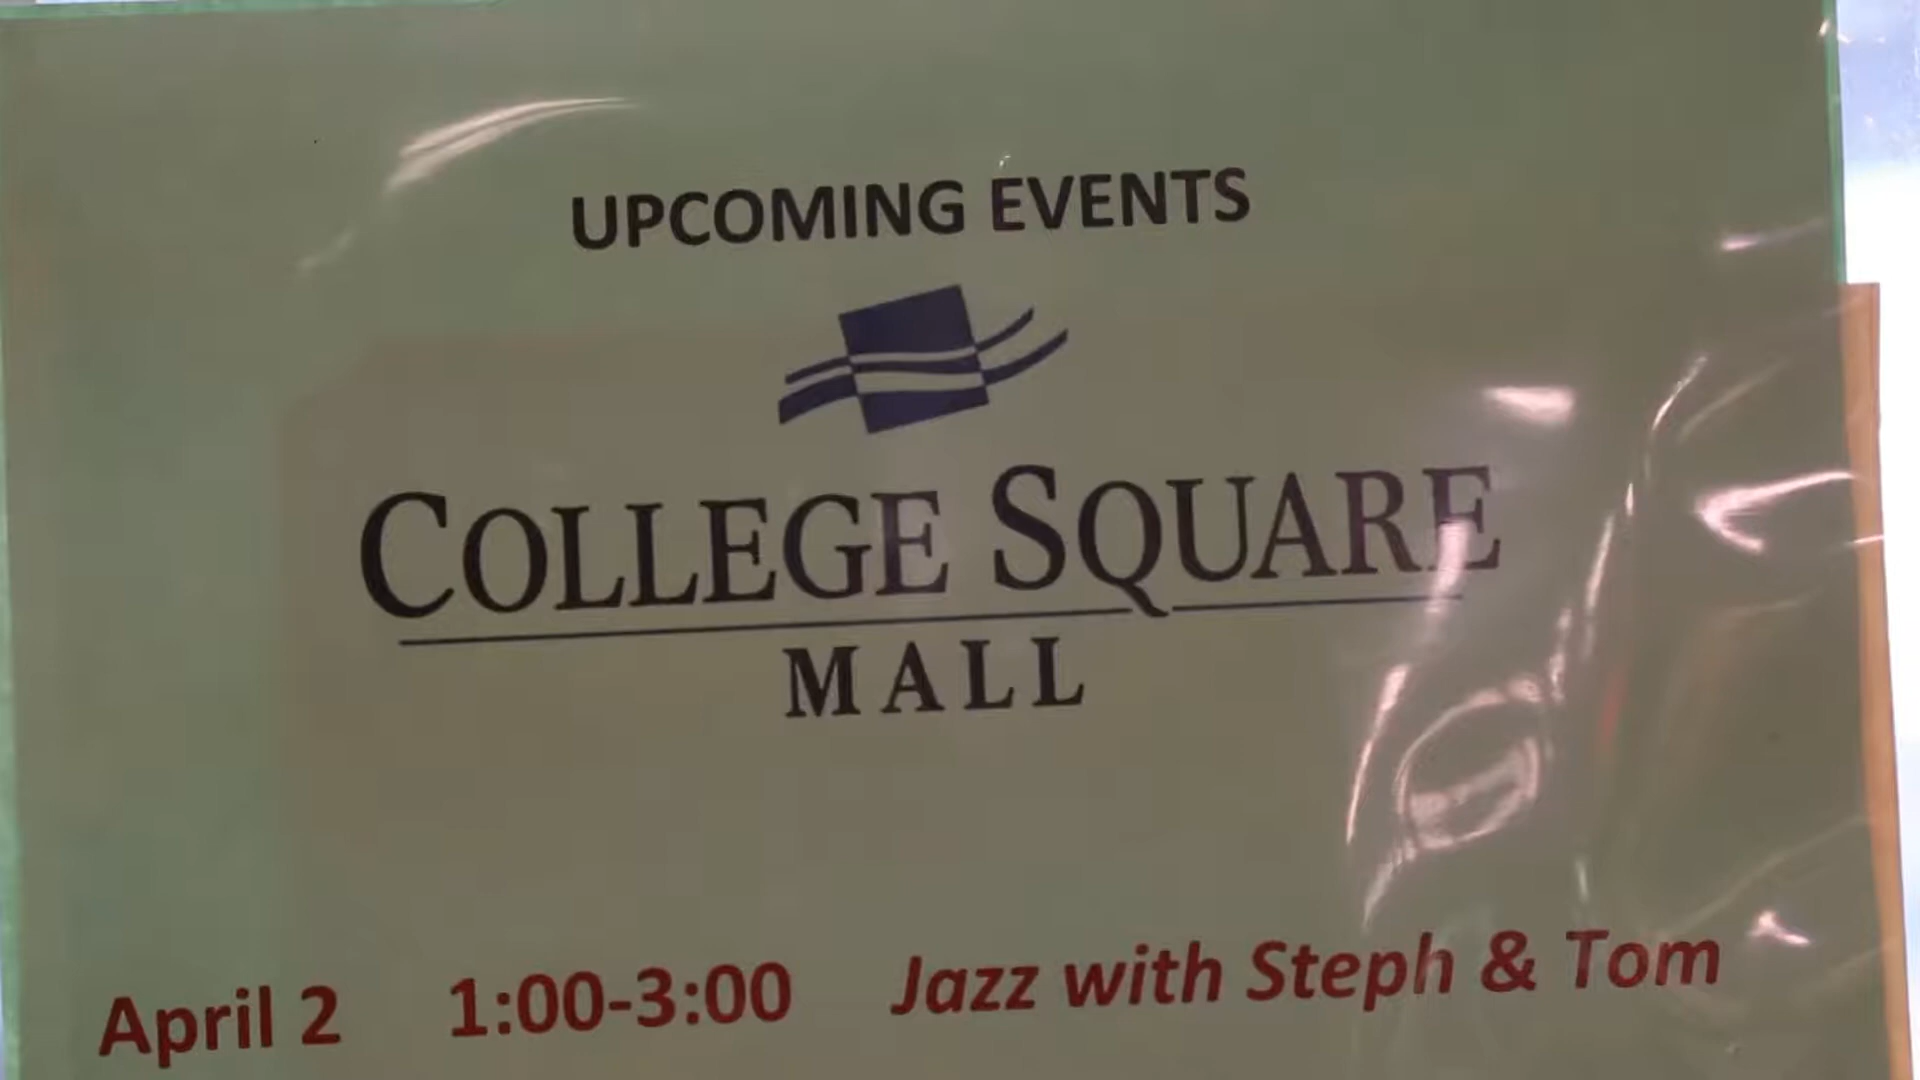 UPCOMING EVENTS
COLLEGE SQUARE
MALL
April 2 1:00-3:00 Jazz with Steph & Tom